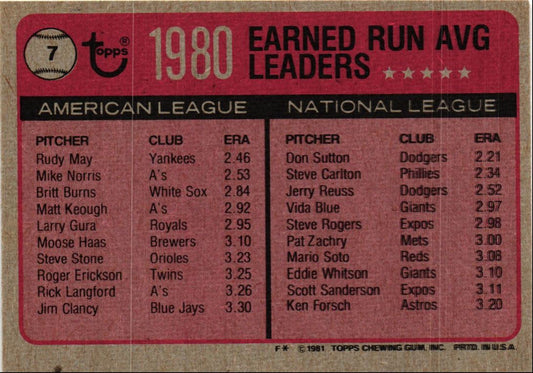 7 topps® 1980 EARNED RUN AVG
LEADERS ★★★★★
AMERICAN LEAGUE
PITCHER CLUB ERA
Rudy May Yankees 2.46
Mike Norris A's 2.53
Britt Burns White Sox 2.84
Matt Keough A's 2.92
Larry Gura Royals 2.95
Moose Haas Brewers 3.10
Steve Stone Orioles 3.23
Roger Erickson Twins 3.25
Rick Langford A's 3.26
Jim Clancy Blue Jays 3.30
NATIONAL LEAGUE
PITCHER CLUB ERA
Don Sutton Dodgers 2.21
Steve Carlton Phillies 2.34
Jerry Reuss Dodgers 2.52
Vida Blue Giants 2.97
Steve Rogers Expos 2.98
Pat Zachry Mets 3.00
Mario Soto Reds 3.08
Eddie Whitson Giants 3.10
Scott Sanderson Expos 3.11
Ken Forsch Astros 3.20
F* © 1981 TOPPS CHEWING GUM, INC. PRTD. IN U.S.A.